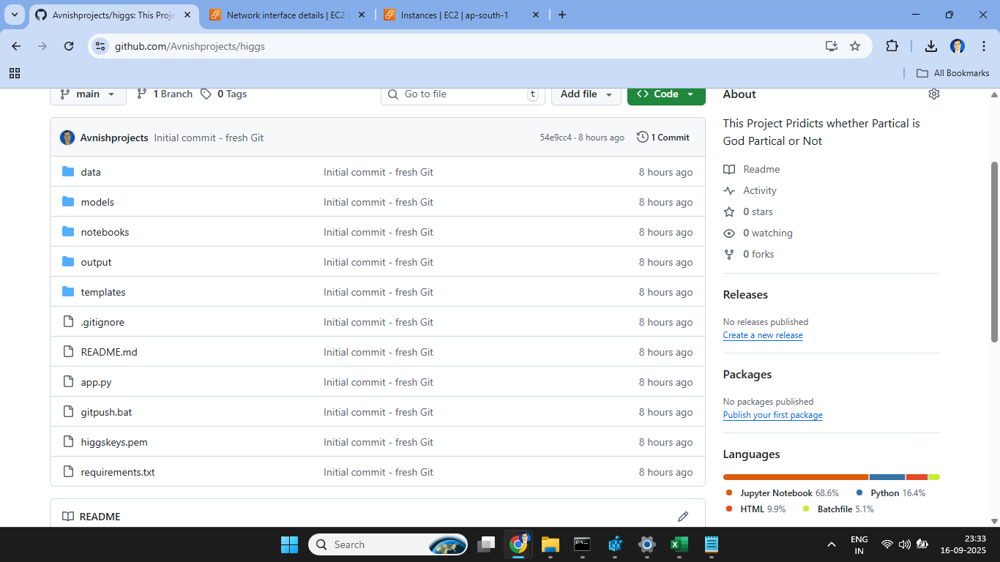 Avnishprojects/higgs: This Proje
Network interface details | EC2 |
Instances | EC2 | ap-south-1
github.com/Avnishprojects/higgs
All Bookmarks
main
1 Branch
0 Tags
Go to file
t
Add file
Code
About
This Project Pridicts whether Partical is
God Partical or Not
Avnishprojects Initial commit - fresh Git
54e9cc4 · 8 hours ago
1 Commit
data Initial commit - fresh Git 8 hours ago
models Initial commit - fresh Git 8 hours ago
notebooks Initial commit - fresh Git 8 hours ago
output Initial commit - fresh Git 8 hours ago
templates Initial commit - fresh Git 8 hours ago
.gitignore Initial commit - fresh Git 8 hours ago
README.md Initial commit - fresh Git 8 hours ago
app.py Initial commit - fresh Git 8 hours ago
gitpush.bat Initial commit - fresh Git 8 hours ago
higgskeys.pem Initial commit - fresh Git 8 hours ago
requirements.txt Initial commit - fresh Git 8 hours ago
README
Readme
Activity
0 stars
0 watching
0 forks
Releases
No releases published
Create a new release
Packages
No packages published
Publish your first package
Languages
Jupyter Notebook 68.6%
Python 16.4%
HTML 9.9%
Batchfile 5.1%
Search
ENG
IN
23:33
16-09-2025